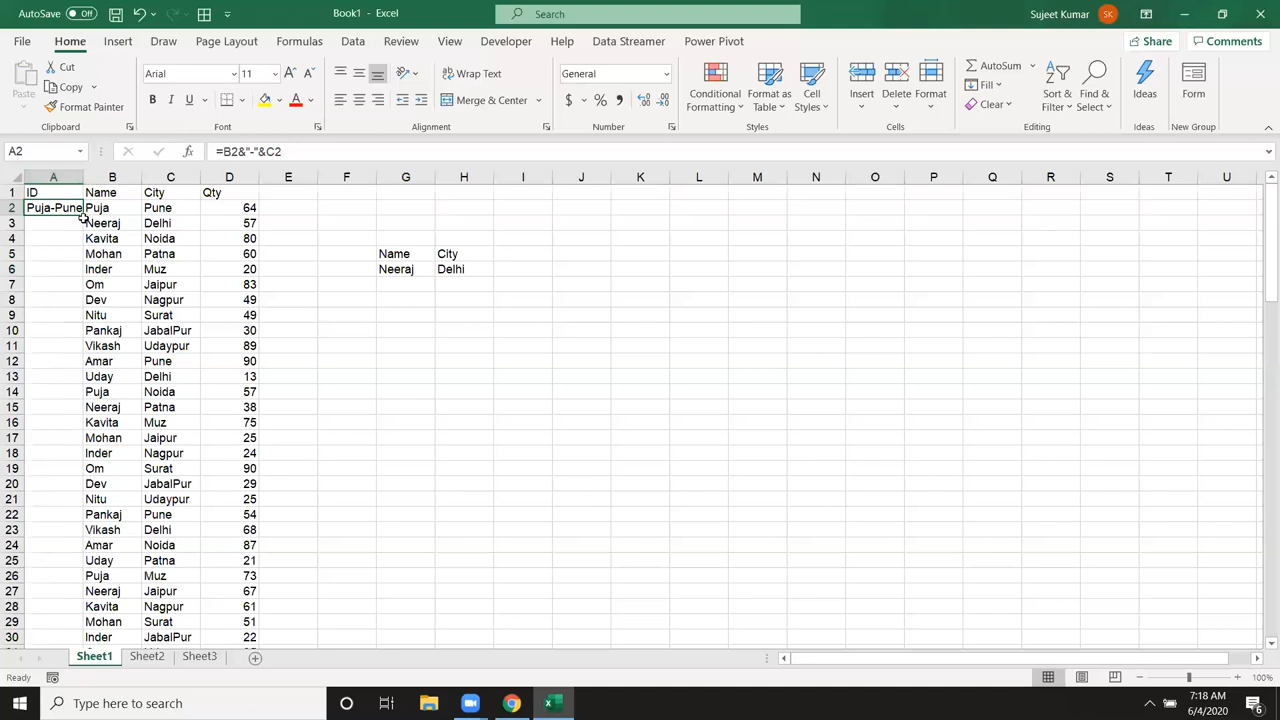 AutoSave Off Book1 - Excel Search Sujeet Kumar SK
File Home Insert Draw Page Layout Formulas Data Review View Developer Help Data Streamer Power Pivot Share Comments
Paste Cut Copy Format Painter Clipboard
Arial 11 B I U A Font
Wrap Text Merge & Center Alignment
General $ % Number
Conditional Formatting Format as Table Cell Styles Styles
Insert Delete Format Cells
AutoSum Fill Clear Sort & Filter Find & Select Editing
Ideas Ideas
Form New Group
A2 fx =B2&"-"&C2
A B C D E F G H I J K L M N O P Q R S T U
1 ID Name City Qty
2 Puja-Pune Puja Pune 64
3 Neeraj Delhi 57
4 Kavita Noida 80
5 Mohan Patna 60 Name City
6 Inder Muz 20 Neeraj Delhi
7 Om Jaipur 83
8 Dev Nagpur 49
9 Nitu Surat 49
10 Pankaj JabalPur 30
11 Vikash Udaypur 89
12 Amar Pune 90
13 Uday Delhi 13
14 Puja Noida 57
15 Neeraj Patna 38
16 Kavita Muz 75
17 Mohan Jaipur 25
18 Inder Nagpur 24
19 Om Surat 90
20 Dev JabalPur 29
21 Nitu Udaypur 25
22 Pankaj Pune 54
23 Vikash Delhi 68
24 Amar Noida 87
25 Uday Patna 21
26 Puja Muz 73
27 Neeraj Jaipur 67
28 Kavita Nagpur 61
29 Mohan Surat 51
30 Inder JabalPur 22
Sheet1 Sheet2 Sheet3
Ready 100%
Type here to search 7:18 AM
6/4/2020 6